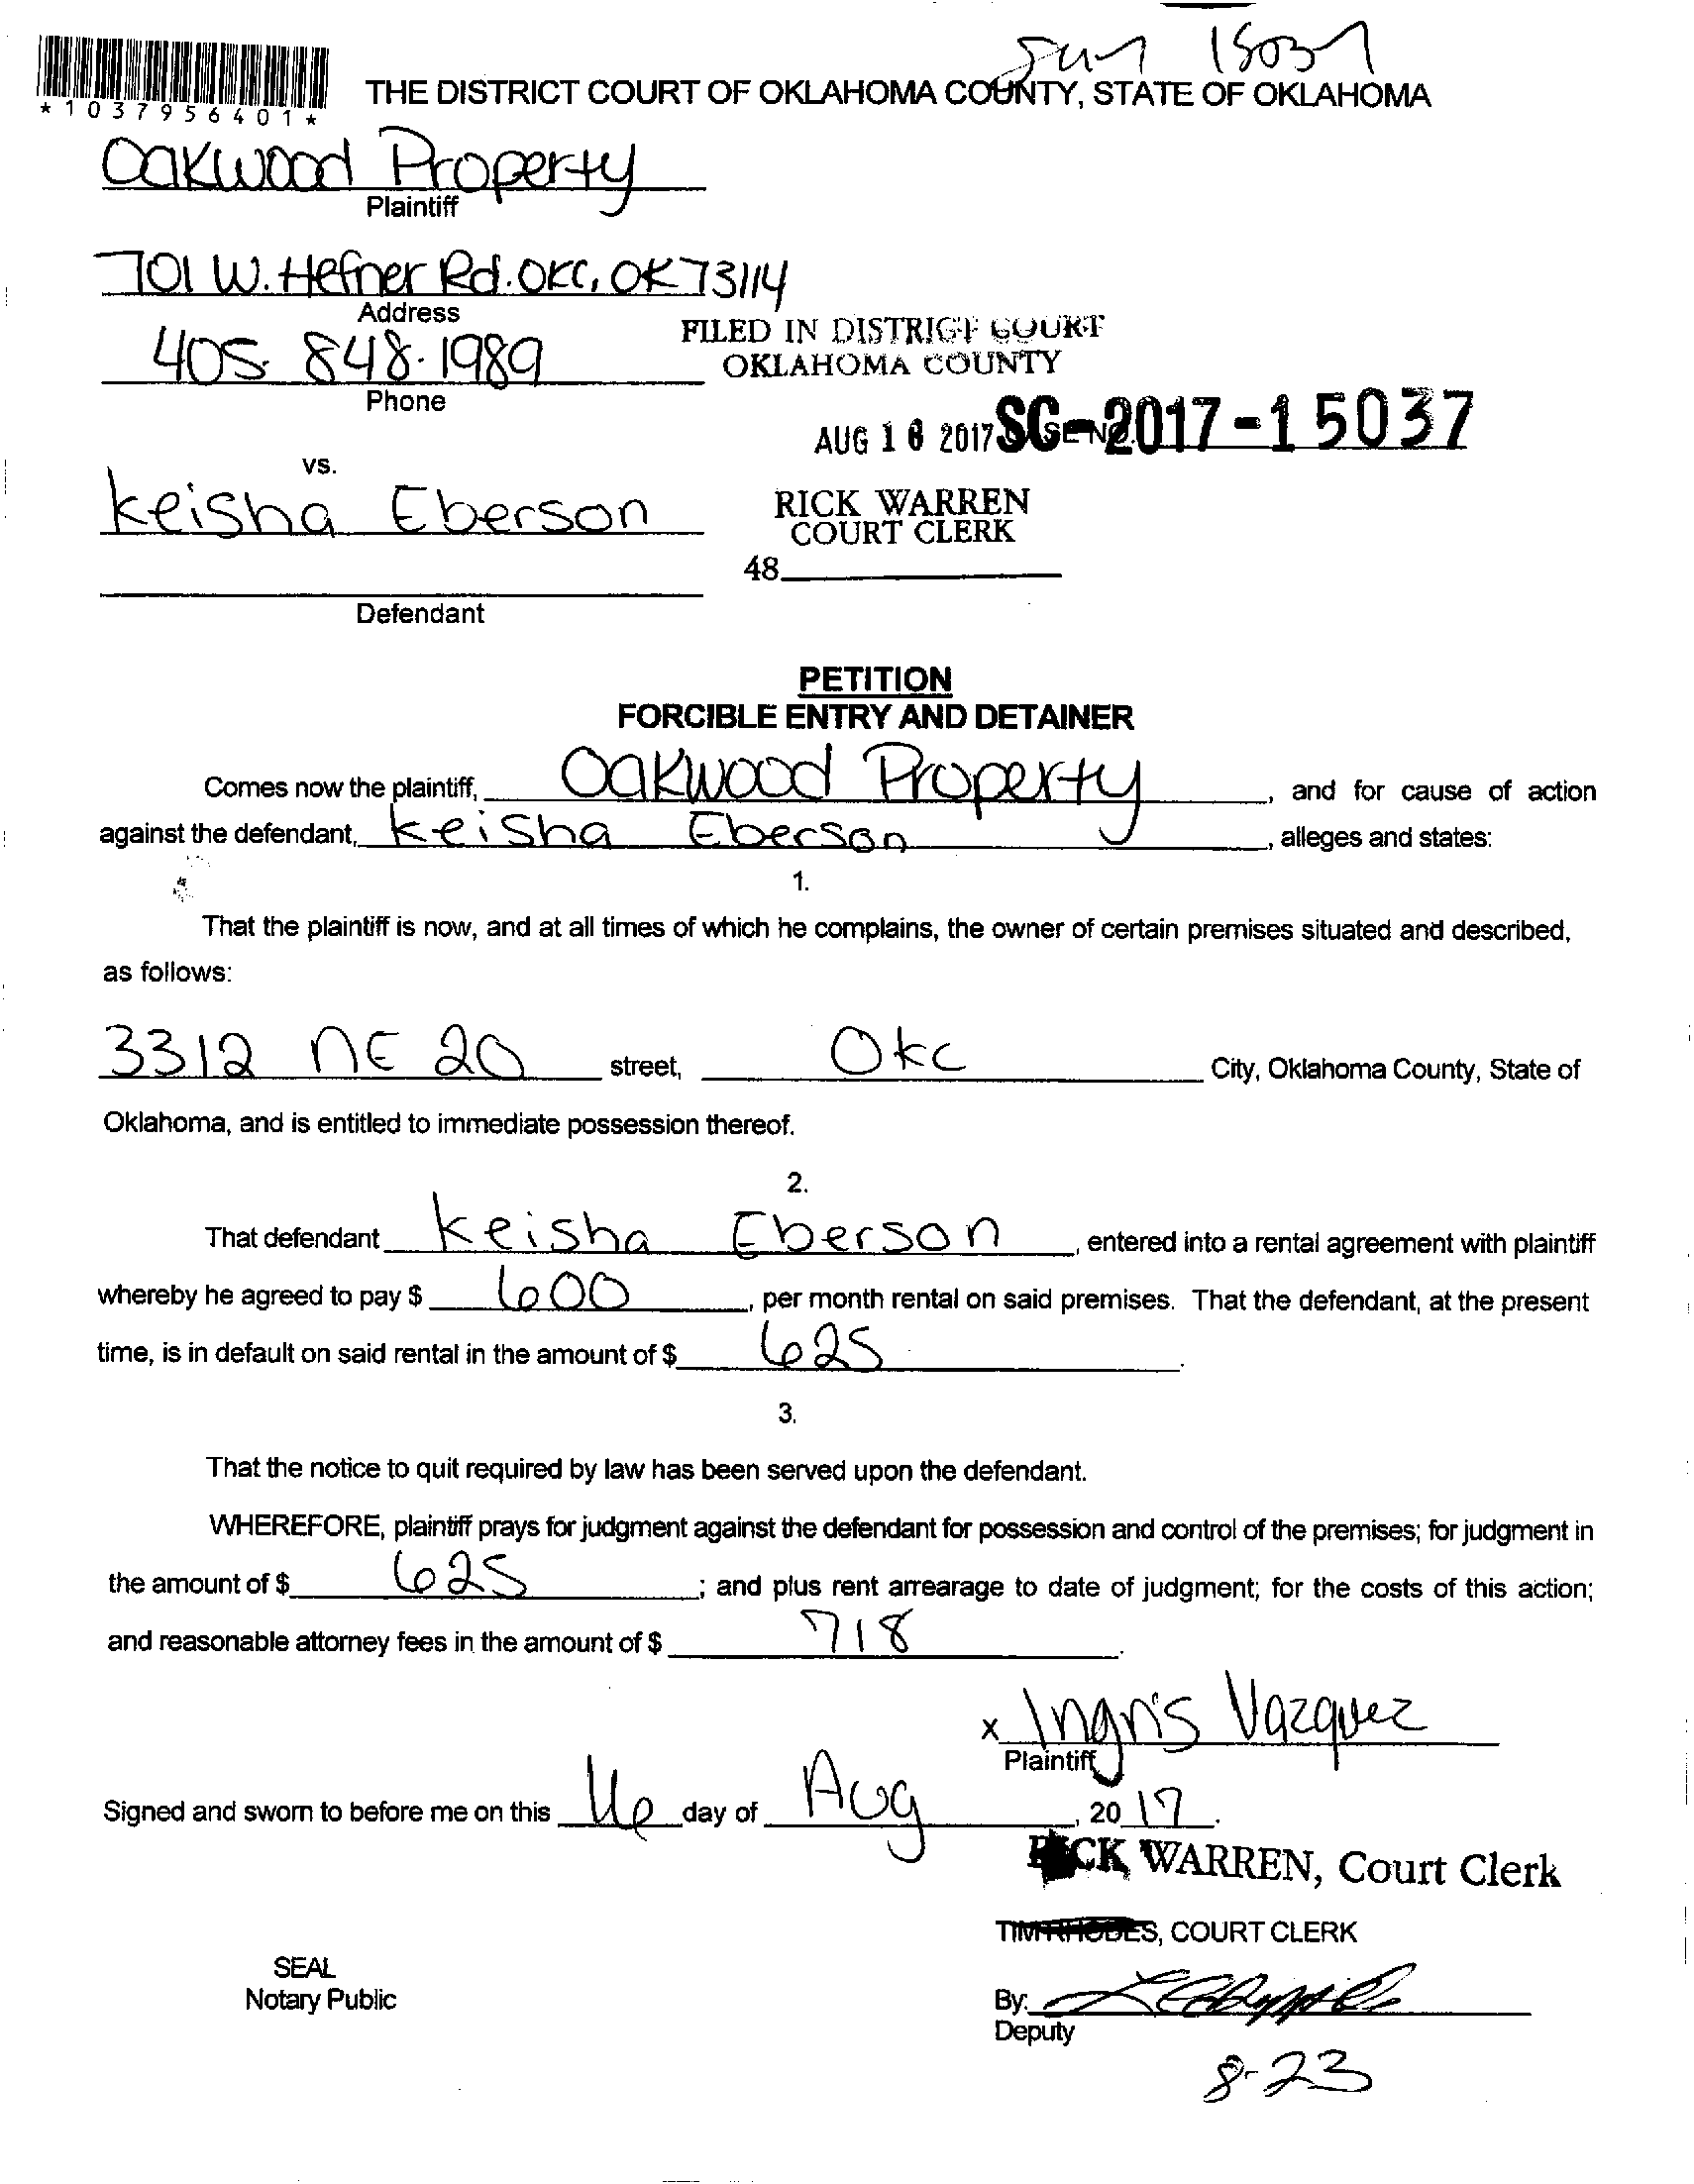 15037
*1037956401*
THE DISTRICT COURT OF OKLAHOMA COUNTY, STATE OF OKLAHOMA
Oakwood Property
Plaintiff
701 W. Hefner Rd. OKC, OK 73114
Address
405 848-1989
Phone
FILED IN DISTRICT COURT
OKLAHOMA COUNTY
AUG 16 2017 SC-2017-15037
vs.
Keisha Eberson
RICK WARREN
COURT CLERK
48
Defendant
PETITION
FORCIBLE ENTRY AND DETAINER
Comes now the plaintiff, Oakwood Property, and for cause of action
against the defendant, Keisha Eberson, alleges and states:
1.
That the plaintiff is now, and at all times of which he complains, the owner of certain premises situated and described,
as follows:
3312 NE 20 street, OKC City, Oklahoma County, State of
Oklahoma, and is entitled to immediate possession thereof.
2.
That defendant Keisha Eberson, entered into a rental agreement with plaintiff
whereby he agreed to pay $ 600, per month rental on said premises. That the defendant, at the present
time, is in default on said rental in the amount of $ 625.
3.
That the notice to quit required by law has been served upon the defendant.
WHEREFORE, plaintiff prays for judgment against the defendant for possession and control of the premises; for judgment in
the amount of $ 625; and plus rent arrearage to date of judgment; for the costs of this action;
and reasonable attorney fees in the amount of $ 718.
x Ingris Vazquez
Plaintiff
Signed and sworn to before me on this 16 day of Aug, 20 17.
RICK WARREN, Court Clerk
TIM RHODES, COURT CLERK
SEAL
Notary Public
By:
Deputy
8-23